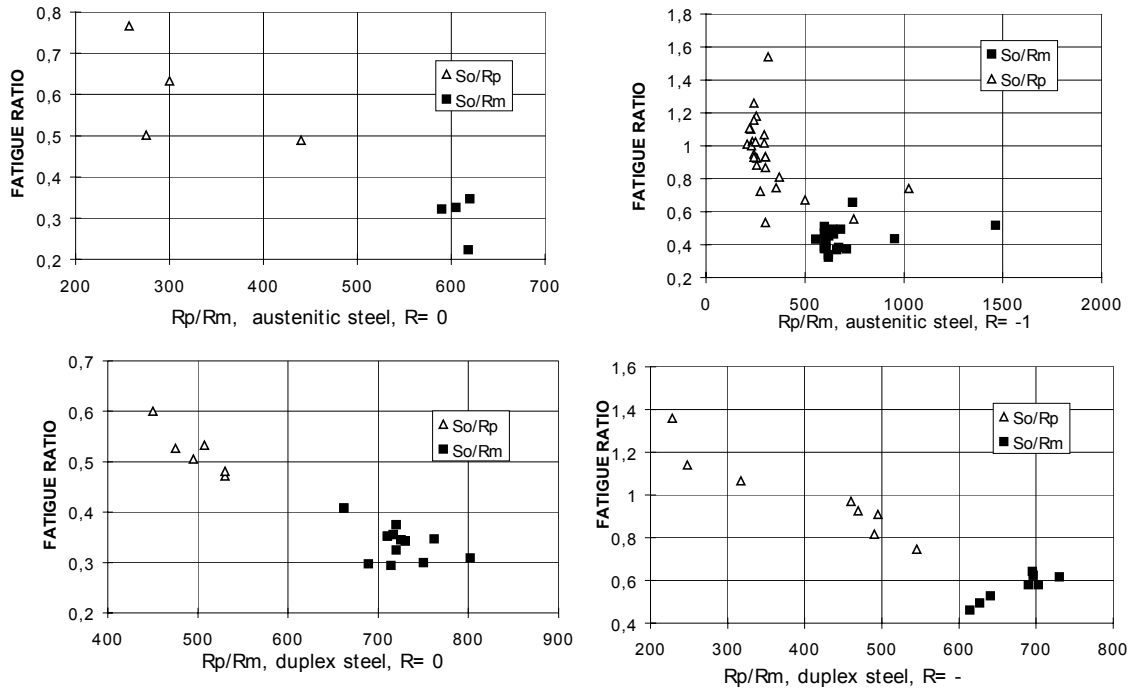 0,8
0,7
0,6
0,5
0,4
0,3
0,2
FATIGUE RATIO
So/Rp
So/Rm
200 300 400 500 600 700
Rp/Rm, austenitic steel, R= 0
1,8
1,6
1,4
1,2
1
0,8
0,6
0,4
0,2
FATIGUE RATIO
So/Rm
So/Rp
0 500 1000 1500 2000
Rp/Rm, austenitic steel, R= -1
0,7
0,6
0,5
0,4
0,3
0,2
FATIGUE RATIO
So/Rp
So/Rm
400 500 600 700 800 900
Rp/Rm, duplex steel, R= 0
1,6
1,4
1,2
1
0,8
0,6
0,4
FATIGUE RATIO
So/Rp
So/Rm
200 300 400 500 600 700 800
Rp/Rm, duplex steel, R= -